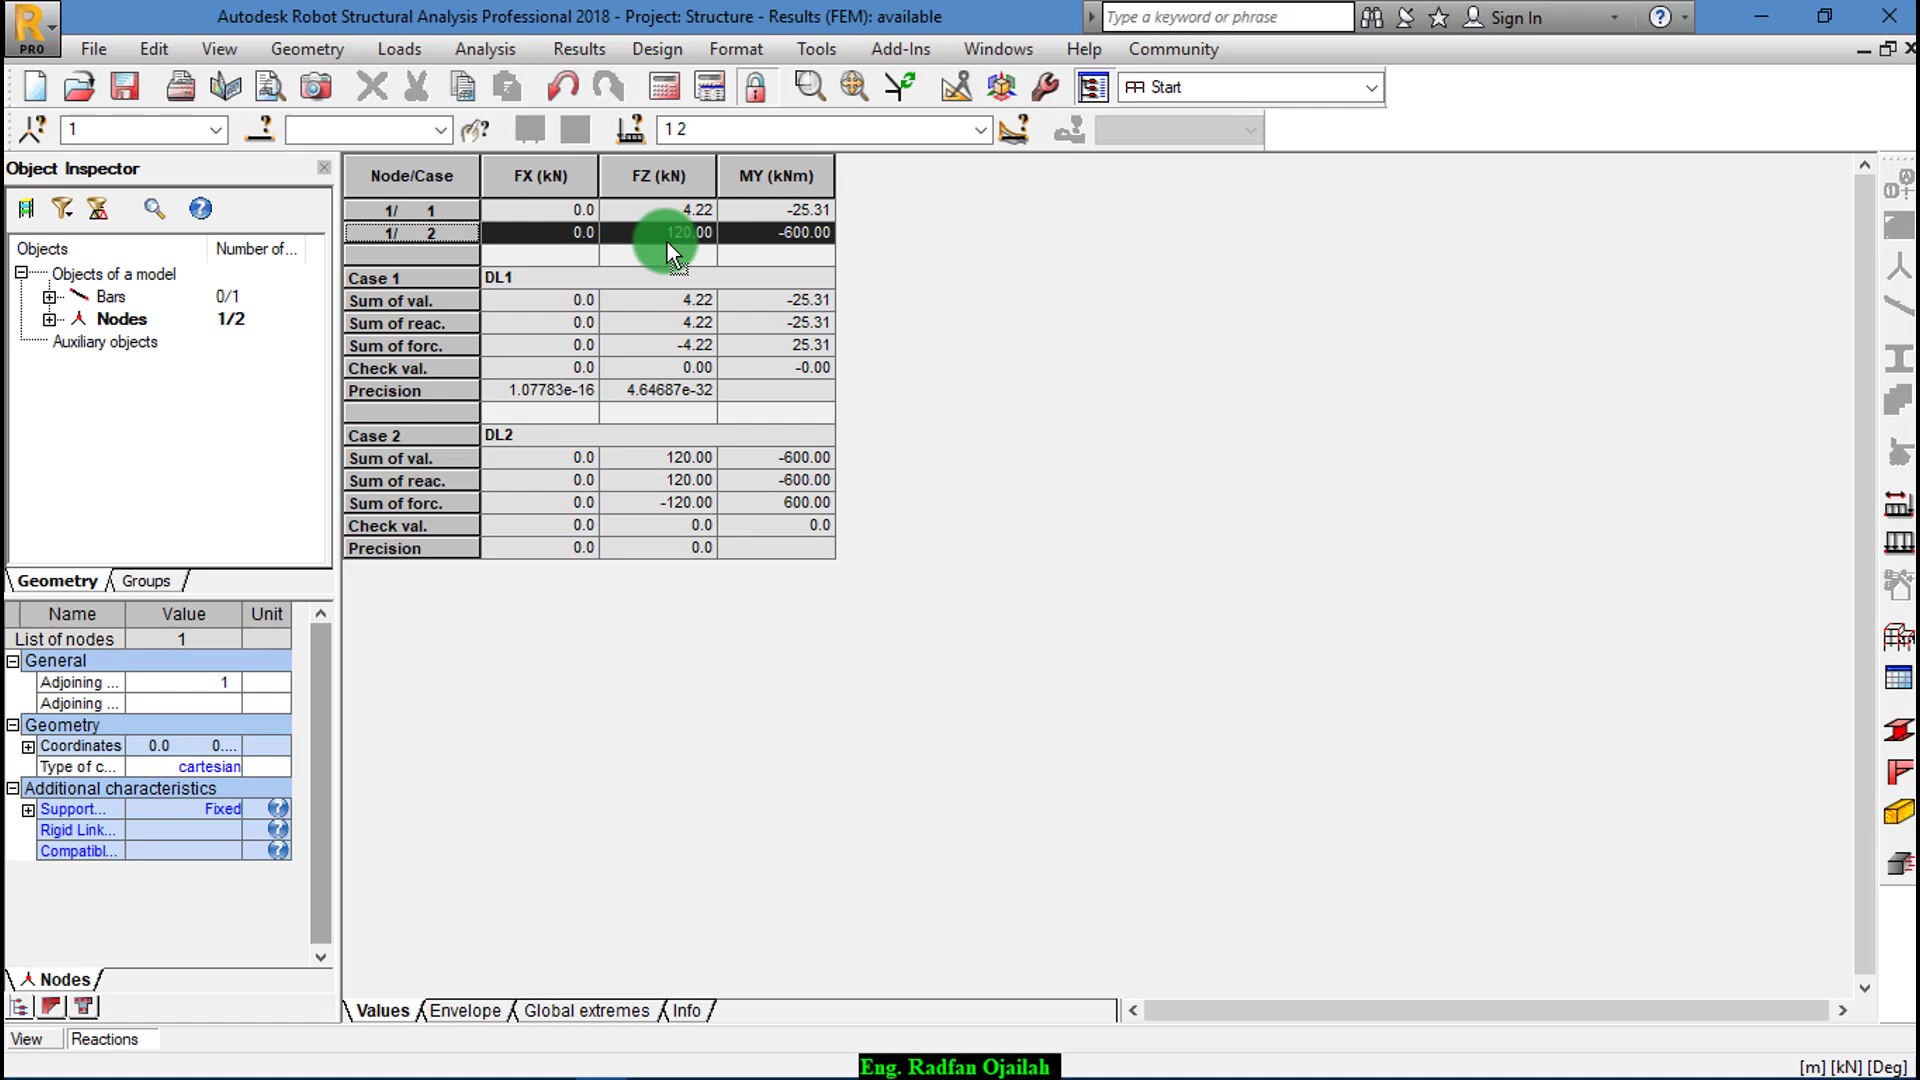 Autodesk Robot Structural Analysis Professional 2018 - Project: Structure - Results (FEM): available
Type a keyword or phrase
Sign In
PRO
File Edit View Geometry Loads Analysis Results Design Format Tools Add-Ins Windows Help Community
Start
1
1 2
Object Inspector
Objects Number of...
Objects of a model
Bars 0/1
Nodes 1/2
Auxiliary objects
Geometry Groups
Name Value Unit
List of nodes 1
General
Adjoining ... 1
Adjoining ...
Geometry
Coordinates 0.0 0....
Type of c... cartesian
Additional characteristics
Support... Fixed
Rigid Link...
Compatibl...
Nodes
Node/Case FX (kN) FZ (kN) MY (kNm)
1/ 1 0.0 4.22 -25.31
1/ 2 0.0 120.00 -600.00
Case 1 DL1
Sum of val. 0.0 4.22 -25.31
Sum of reac. 0.0 4.22 -25.31
Sum of forc. 0.0 -4.22 25.31
Check val. 0.0 0.00 -0.00
Precision 1.07783e-16 4.64687e-32
Case 2 DL2
Sum of val. 0.0 120.00 -600.00
Sum of reac. 0.0 120.00 -600.00
Sum of forc. 0.0 -120.00 600.00
Check val. 0.0 0.0 0.0
Precision 0.0 0.0
Values Envelope Global extremes Info
View Reactions
Eng. Radfan Ojailah
[m] [kN] [Deg]